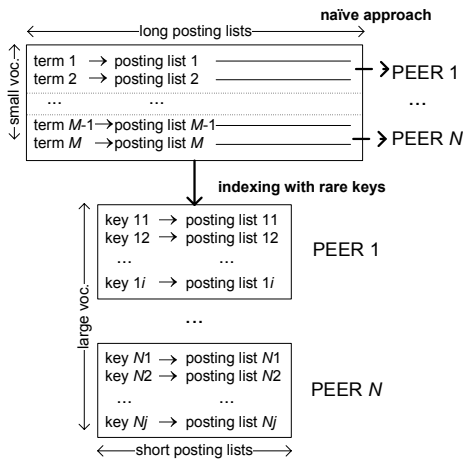 naïve approach
long posting lists
small voc.
term 1 → posting list 1
term 2 → posting list 2
PEER 1
... ...
...
term M-1 → posting list M-1
term M → posting list M
PEER N
indexing with rare keys
large voc.
key 11 → posting list 11
key 12 → posting list 12
... ...
key 1i → posting list 1i
PEER 1
...
key N1 → posting list N1
key N2 → posting list N2
... ...
key Nj → posting list Nj
PEER N
short posting lists